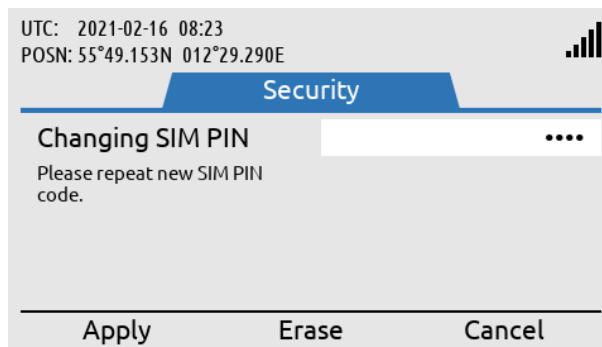 UTC: 2021-02-16 08:23
POSN: 55°49.153N 012°29.290E
Security
Changing SIM PIN ••••
Please repeat new SIM PIN
code.
Apply Erase Cancel